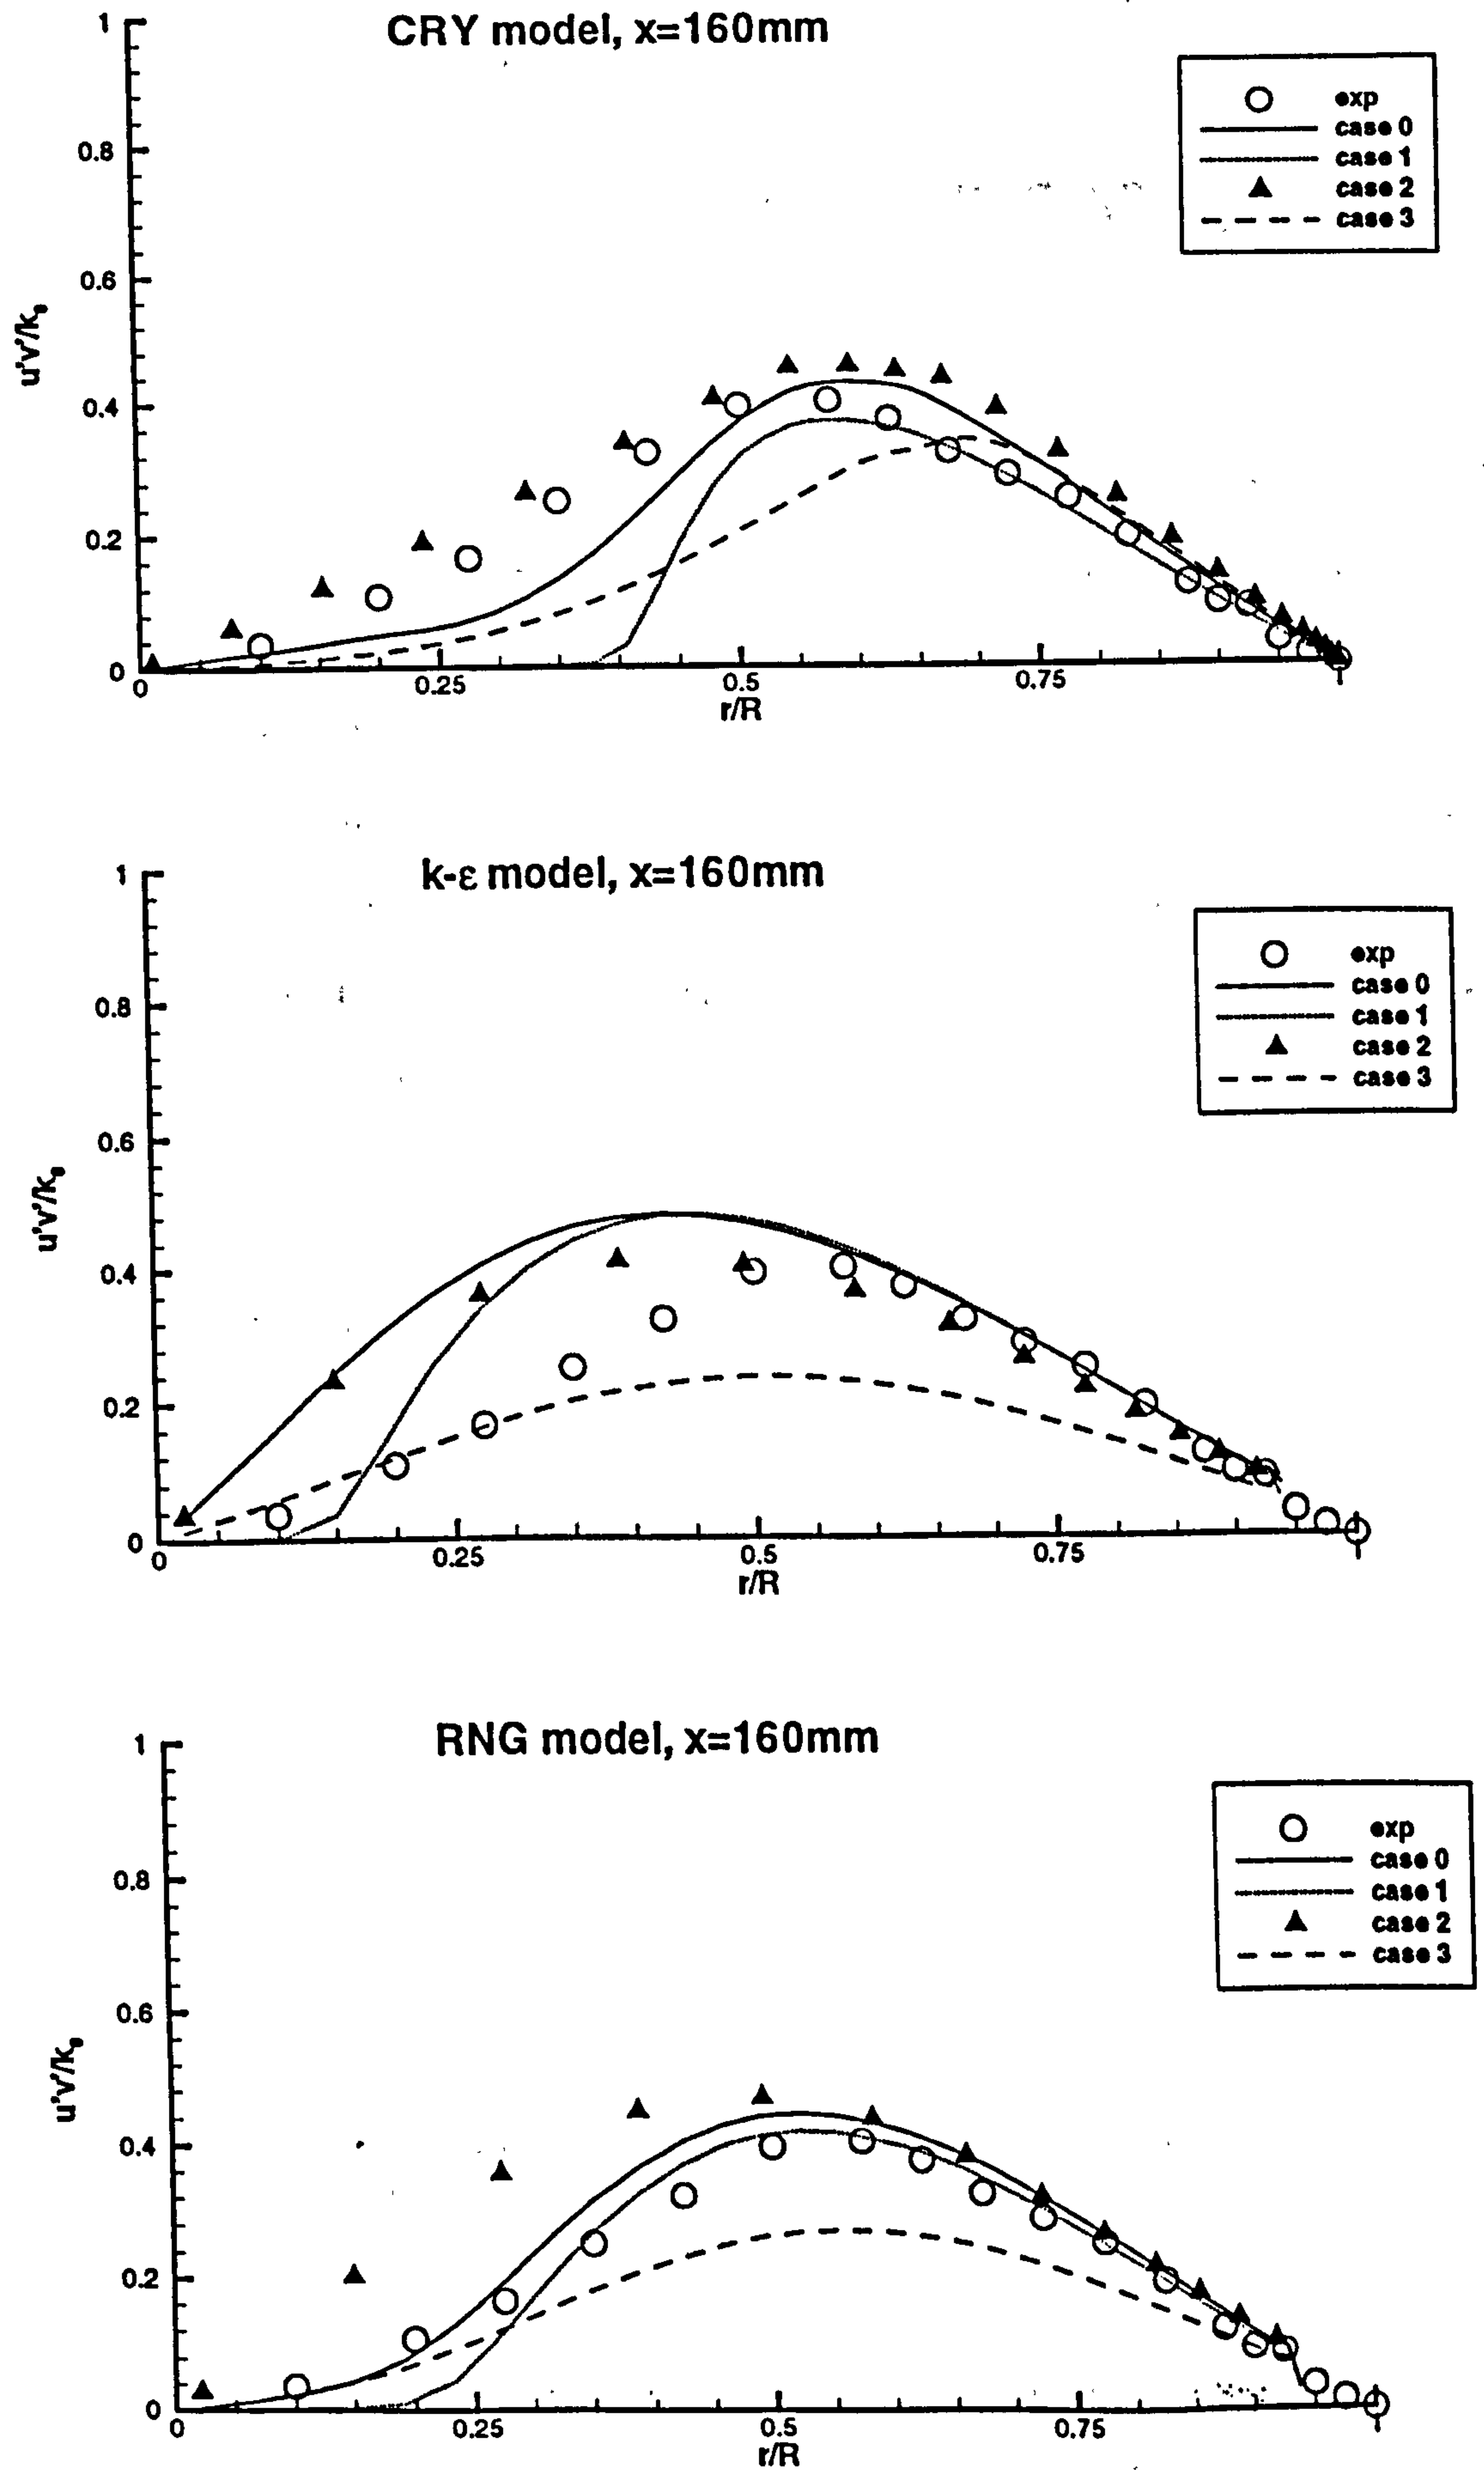 CRY model, x=160mm
1
0.8
0.6
0.4
0.2
0
u'v'/k₀
0
0.25
0.5
0.75
1
r/R
exp
case 0
case 1
case 2
case 3
k-ε model, x=160mm
1
0.8
0.6
0.4
0.2
0
u'v'/k₀
0
0.25
0.5
0.75
1
r/R
exp
case 0
case 1
case 2
case 3
RNG model, x=160mm
1
0.8
0.6
0.4
0.2
0
u'v'/k₀
0
0.25
0.5
0.75
1
r/R
exp
case 0
case 1
case 2
case 3